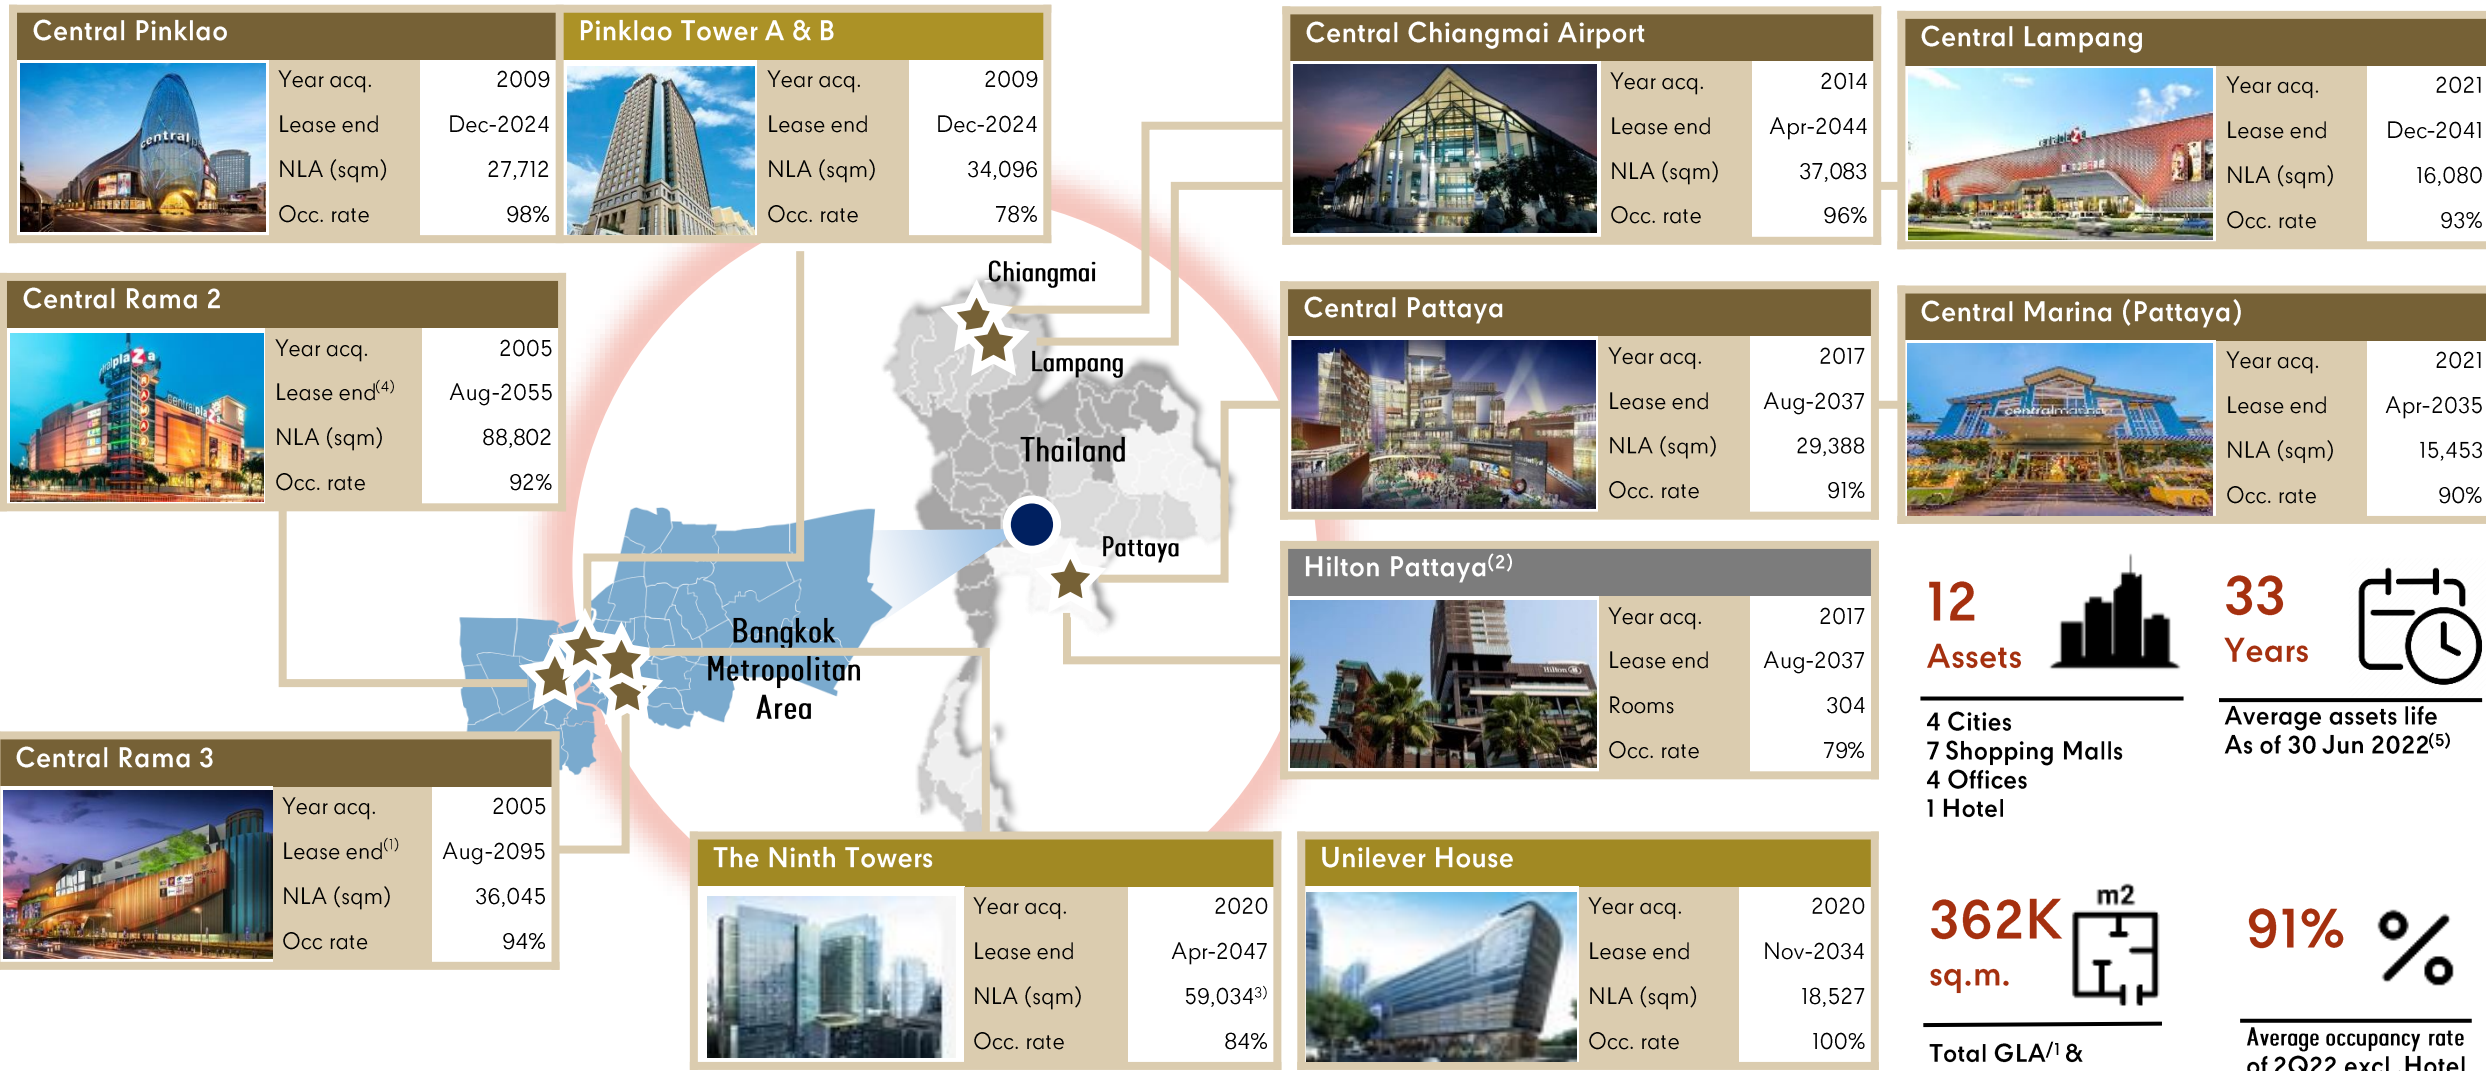 Central Pinklao
Year acq. 2009
Lease end Dec-2024
NLA (sqm) 27,712
Occ. rate 98%
Pinklao Tower A & B
Year acq. 2009
Lease end Dec-2024
NLA (sqm) 34,096
Occ. rate 78%
Central Chiangmai Airport
Year acq. 2014
Lease end Apr-2044
NLA (sqm) 37,083
Occ. rate 96%
Central Lampang
Year acq. 2021
Lease end Dec-2041
NLA (sqm) 16,080
Occ. rate 93%
Central Rama 2
Year acq. 2005
Lease end(4) Aug-2055
NLA (sqm) 88,802
Occ. rate 92%
Chiangmai
Lampang
Thailand
Pattaya
Bangkok
Metropolitan
Area
Central Pattaya
Year acq. 2017
Lease end Aug-2037
NLA (sqm) 29,388
Occ. rate 91%
Central Marina (Pattaya)
Year acq. 2021
Lease end Apr-2035
NLA (sqm) 15,453
Occ. rate 90%
Hilton Pattaya(2)
Year acq. 2017
Lease end Aug-2037
Rooms 304
Occ. rate 79%
Central Rama 3
Year acq. 2005
Lease end(1) Aug-2095
NLA (sqm) 36,045
Occ rate 94%
The Ninth Towers
Year acq. 2020
Lease end Apr-2047
NLA (sqm) 59,0343)
Occ. rate 84%
Unilever House
Year acq. 2020
Lease end Nov-2034
NLA (sqm) 18,527
Occ. rate 100%
12
Assets
4 Cities
7 Shopping Malls
4 Offices
1 Hotel
33
Years
Average assets life
As of 30 Jun 2022(5)
362K
sq.m.
m2
Total GLA/1 &
91%
%
Average occupancy rate
of 2Q22 excl. Hotel